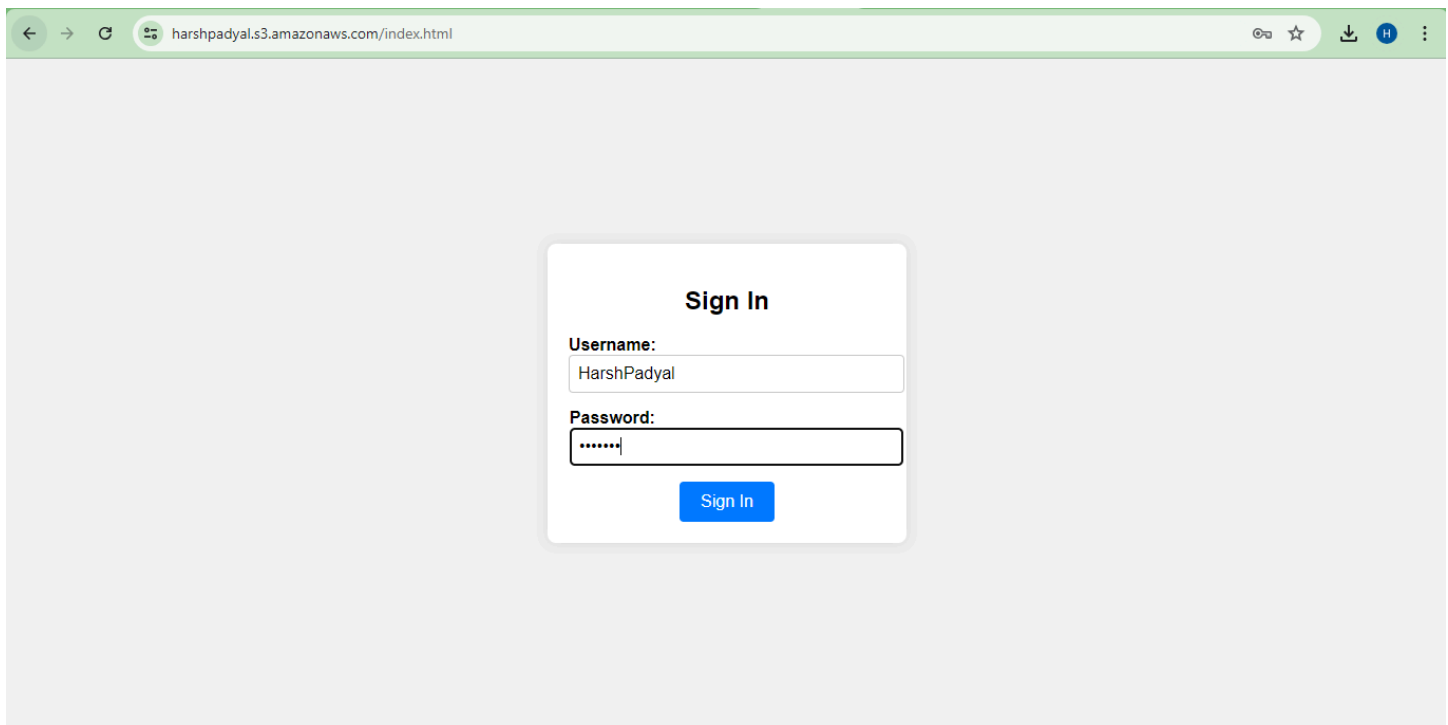 harshpadyal.s3.amazonaws.com/index.html
H
Sign In
Username:
HarshPadyal
Password:
•••••••
Sign In